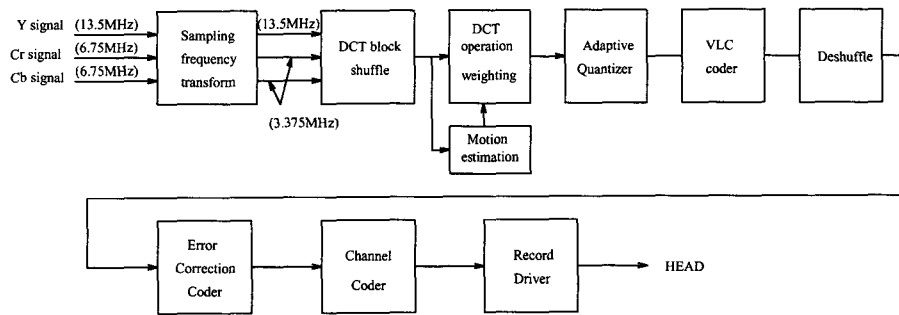 Y signal (13.5MHz)
Cr signal (6.75MHz)
Cb signal (6.75MHz)
Sampling
frequency
transform
(13.5MHz)
(3.375MHz)
DCT block
shuffle
DCT
operation
weighting
Motion
estimation
Adaptive
Quantizer
VLC
coder
Deshuffle
Error
Correction
Coder
Channel
Coder
Record
Driver
HEAD